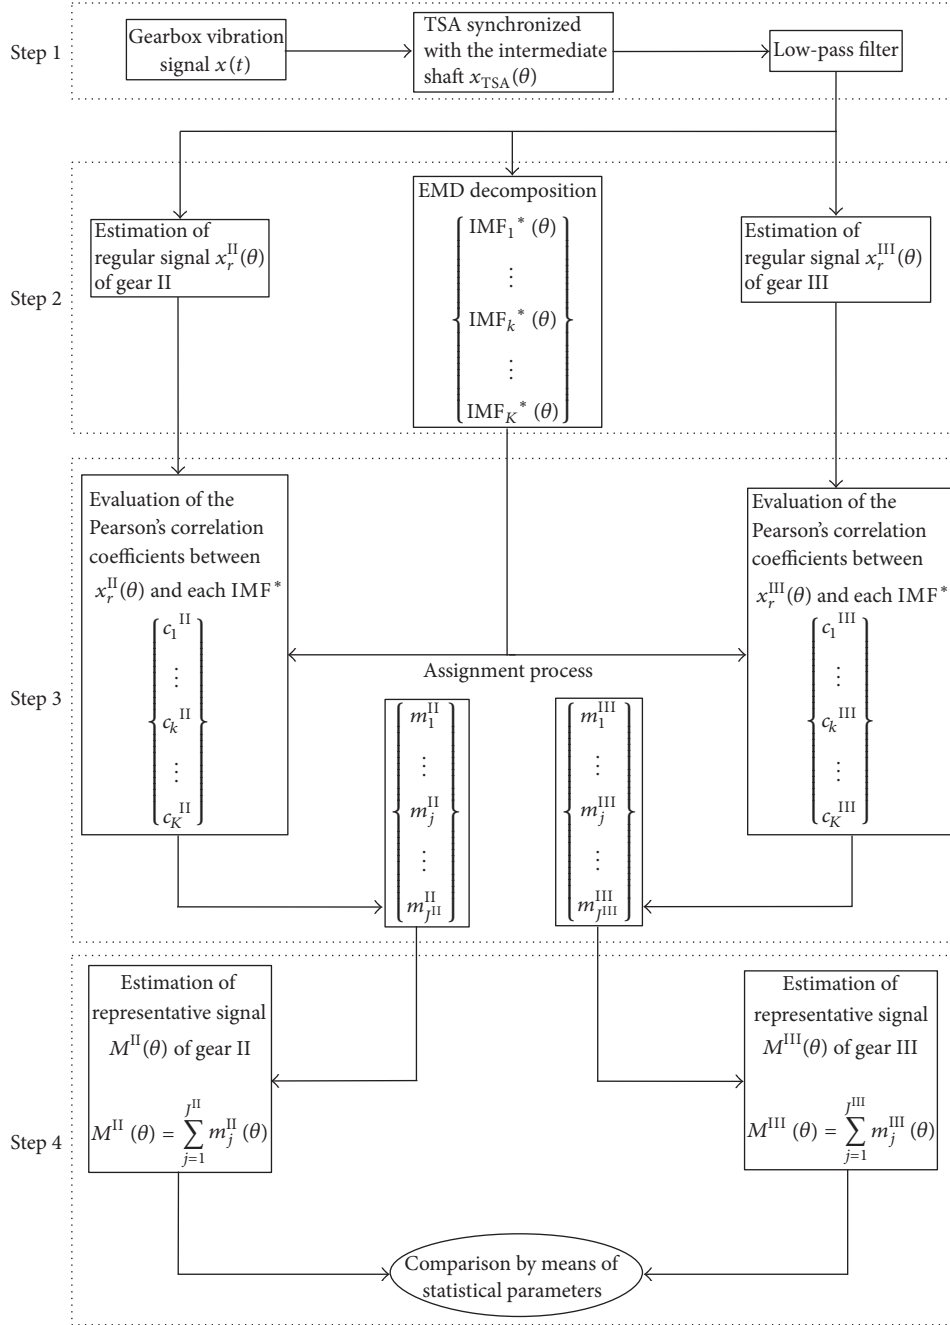 Step 1
Gearbox vibration
signal x(t)
TSA synchronized
with the intermediate
shaft x_TSA(θ)
Low-pass filter
Step 2
Estimation of
regular signal x_r^II(θ)
of gear II
EMD decomposition
IMF_1^* (θ)
⋮
IMF_k^* (θ)
⋮
IMF_K^* (θ)
Estimation of
regular signal x_r^III(θ)
of gear III
Step 3
Evaluation of the
Pearson's correlation
coefficients between
x_r^II(θ) and each IMF^*
c_1^II
⋮
c_k^II
⋮
c_K^II
Assignment process
m_1^II
⋮
m_j^II
⋮
m_{J^II}^II
m_1^III
⋮
m_j^III
⋮
m_{J^III}^III
Evaluation of the
Pearson's correlation
coefficients between
x_r^III(θ) and each IMF^*
c_1^III
⋮
c_k^III
⋮
c_K^III
Step 4
Estimation of
representative signal
M^II(θ) of gear II
M^II (θ) = ∑_{j=1}^{J^II} m_j^II (θ)
Estimation of
representative signal
M^III(θ) of gear III
M^III (θ) = ∑_{j=1}^{J^III} m_j^III (θ)
Comparison by means of
statistical parameters